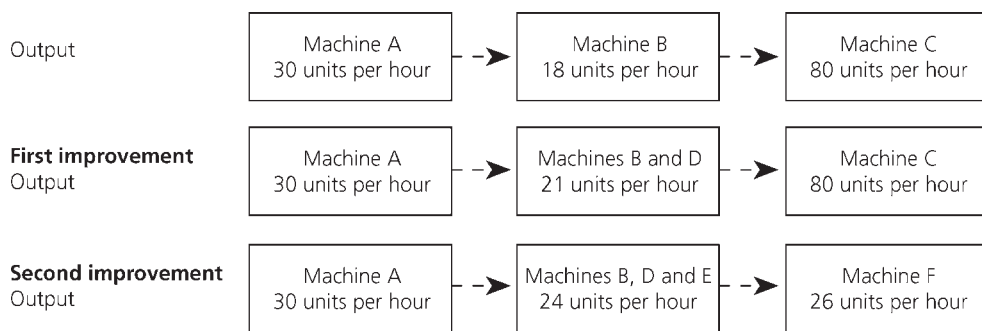 Output
Machine A
30 units per hour
Machine B
18 units per hour
Machine C
80 units per hour
First improvement
Output
Machine A
30 units per hour
Machines B and D
21 units per hour
Machine C
80 units per hour
Second improvement
Output
Machine A
30 units per hour
Machines B, D and E
24 units per hour
Machine F
26 units per hour